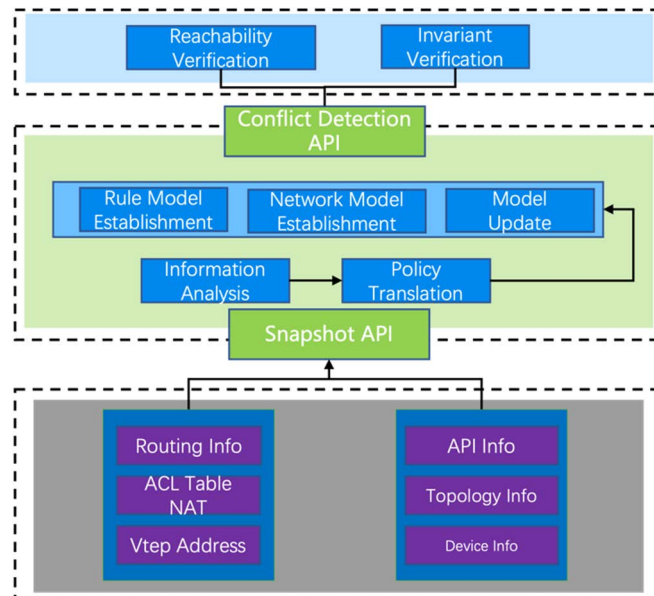 Reachability
Verification
Invariant
Verification
Conflict Detection
API
Rule Model
Establishment
Network Model
Establishment
Model
Update
Information
Analysis
Policy
Translation
Snapshot API
Routing Info
ACL Table
NAT
Vtep Address
API Info
Topology Info
Device Info